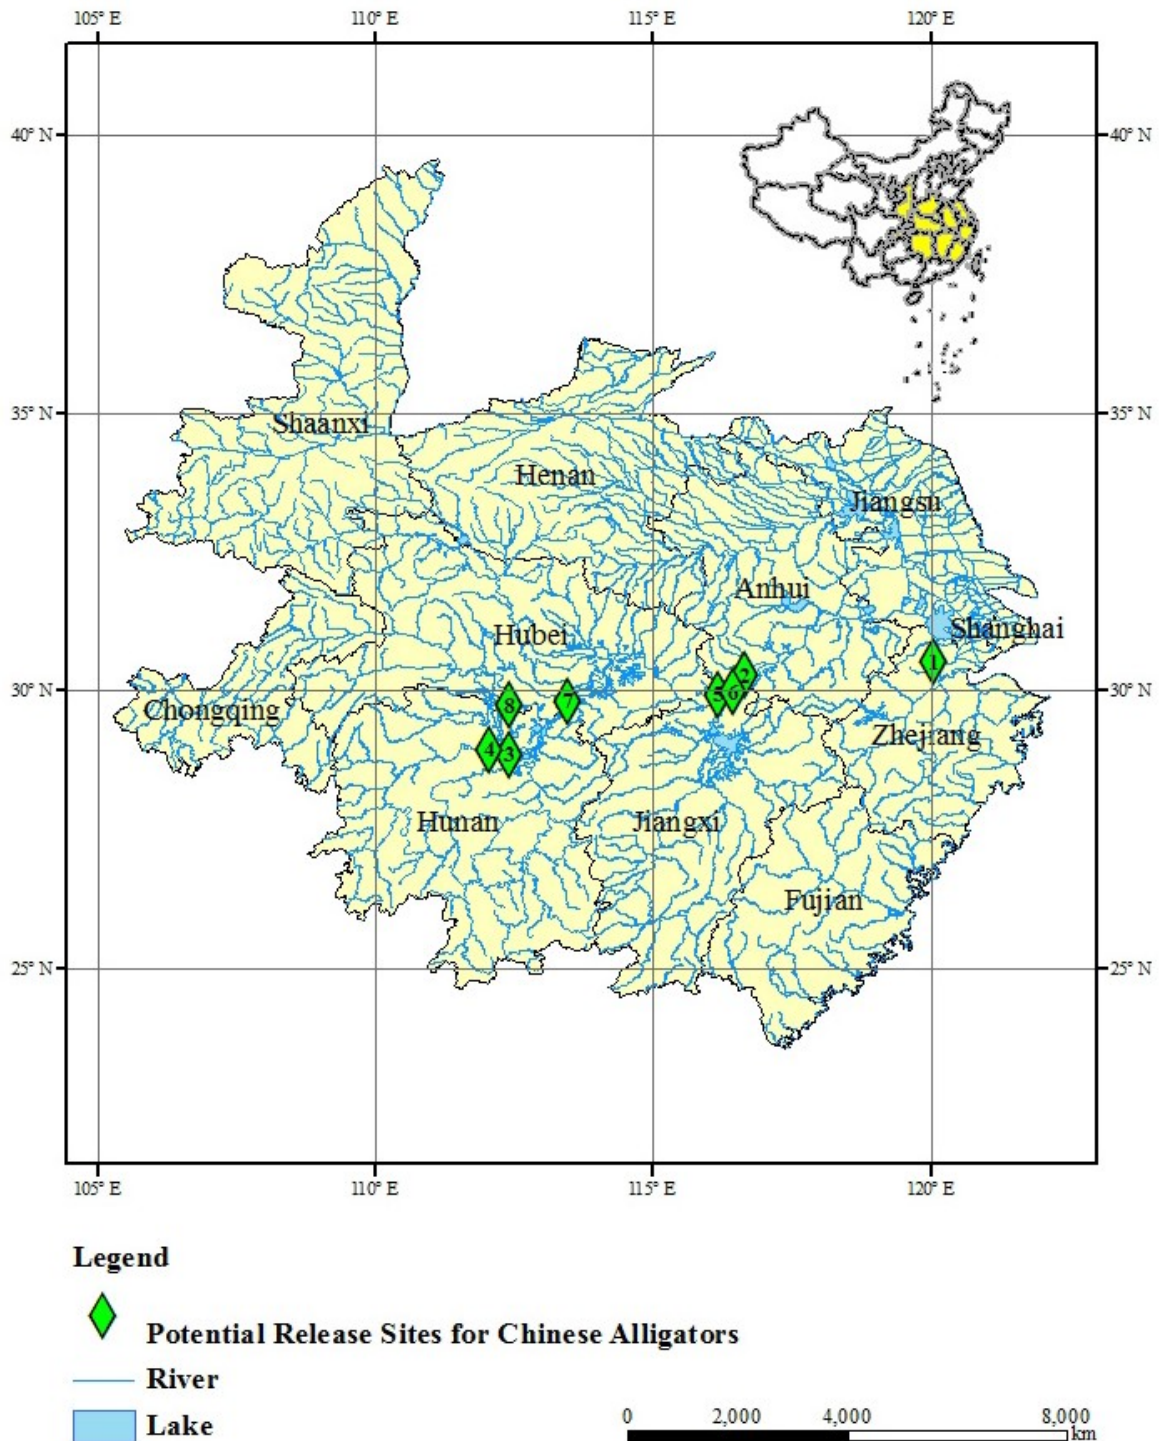 105° E 110° E 115° E 120° E
40° N 40° N
35° N 35° N
Shaanxi
Henan
Jiangsu
Anhui
Shanghai
Hubei
1
2
5 6
30° N 30° N
7
8
Chongqing
Zhejiang
4 3
Hunan
Jiangxi
Fujian
25° N 25° N
105° E 110° E 115° E 120° E
Legend
Potential Release Sites for Chinese Alligators
River
Lake
0 2,000 4,000 8,000
km